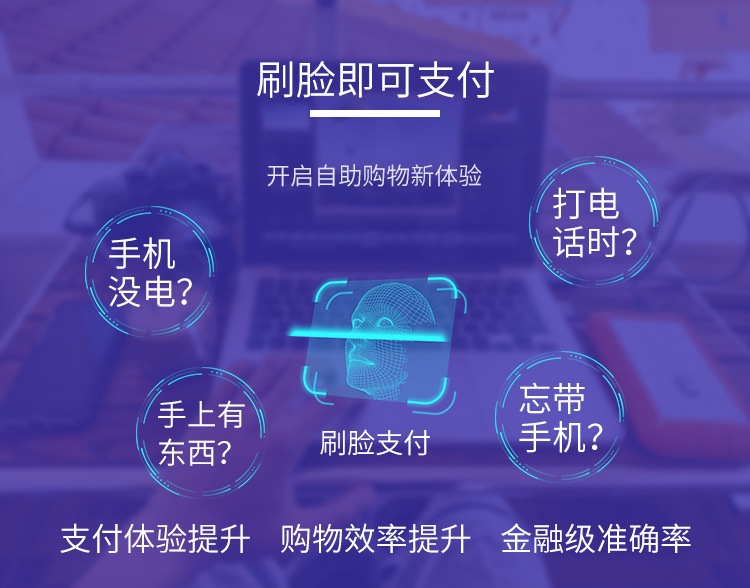 刷脸即可支付
开启自助购物新体验
打电
话时？
手机
没电？
手上有
东西？
刷脸支付
忘带
手机？
支付体验提升 购物效率提升 金融级准确率